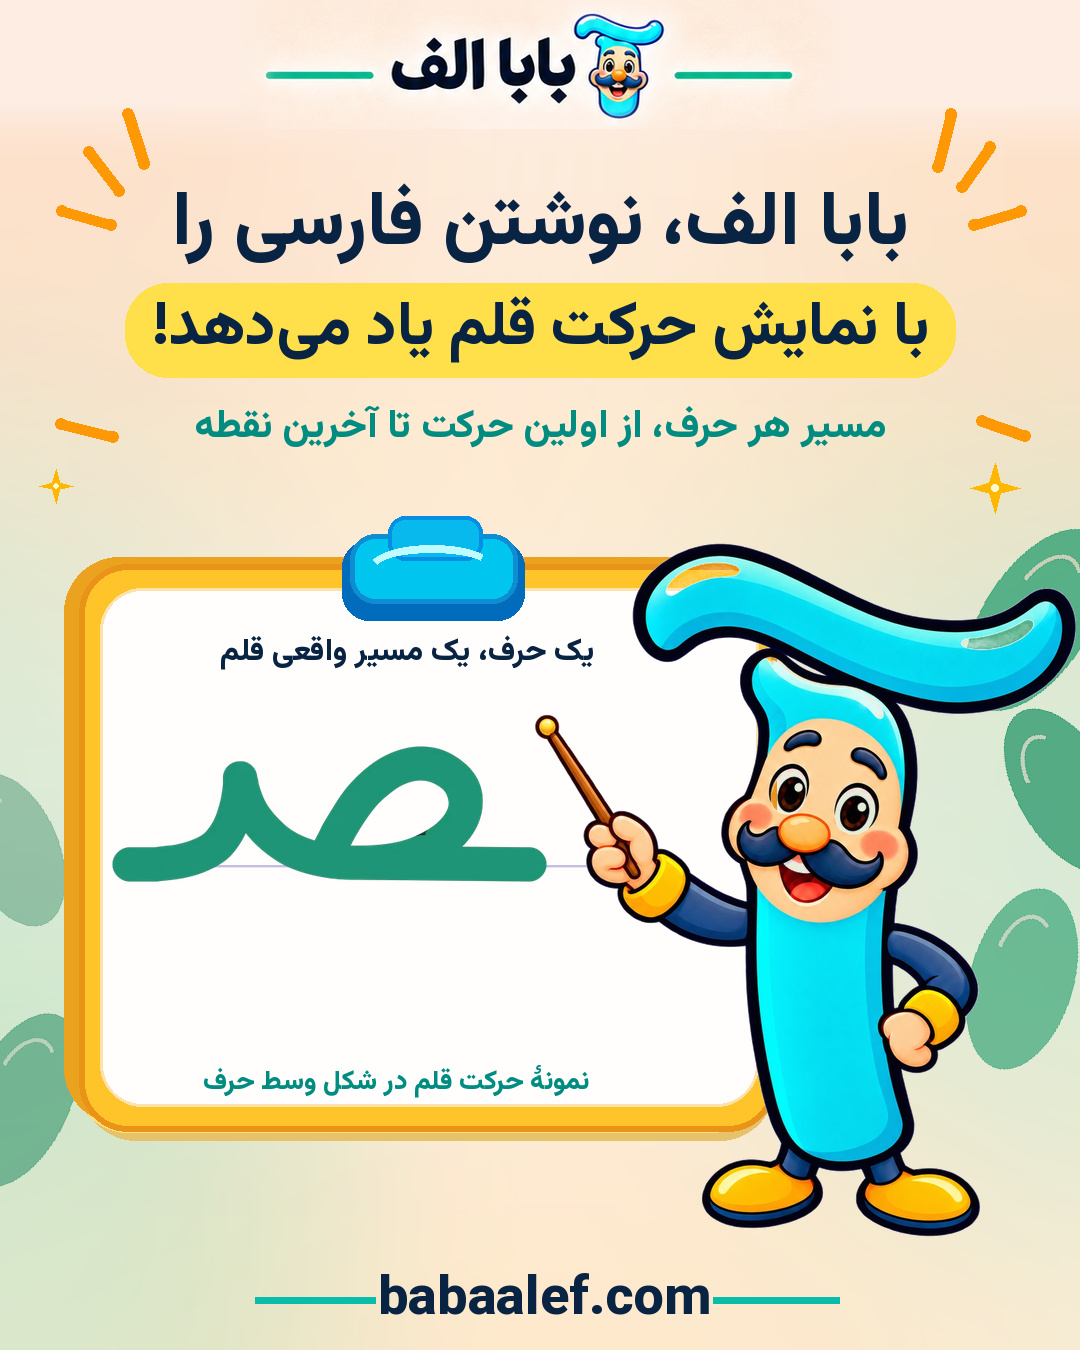 بابا الف
بابا الف، نوشتن فارسی را
با نمایش حرکت قلم یاد می‌دهد!
مسیر هر حرف، از اولین حرکت تا آخرین نقطه
یک حرف، یک مسیر واقعی قلم
ـصـ
نمونهٔ حرکت قلم در شکل وسط حرف
babaalef.com